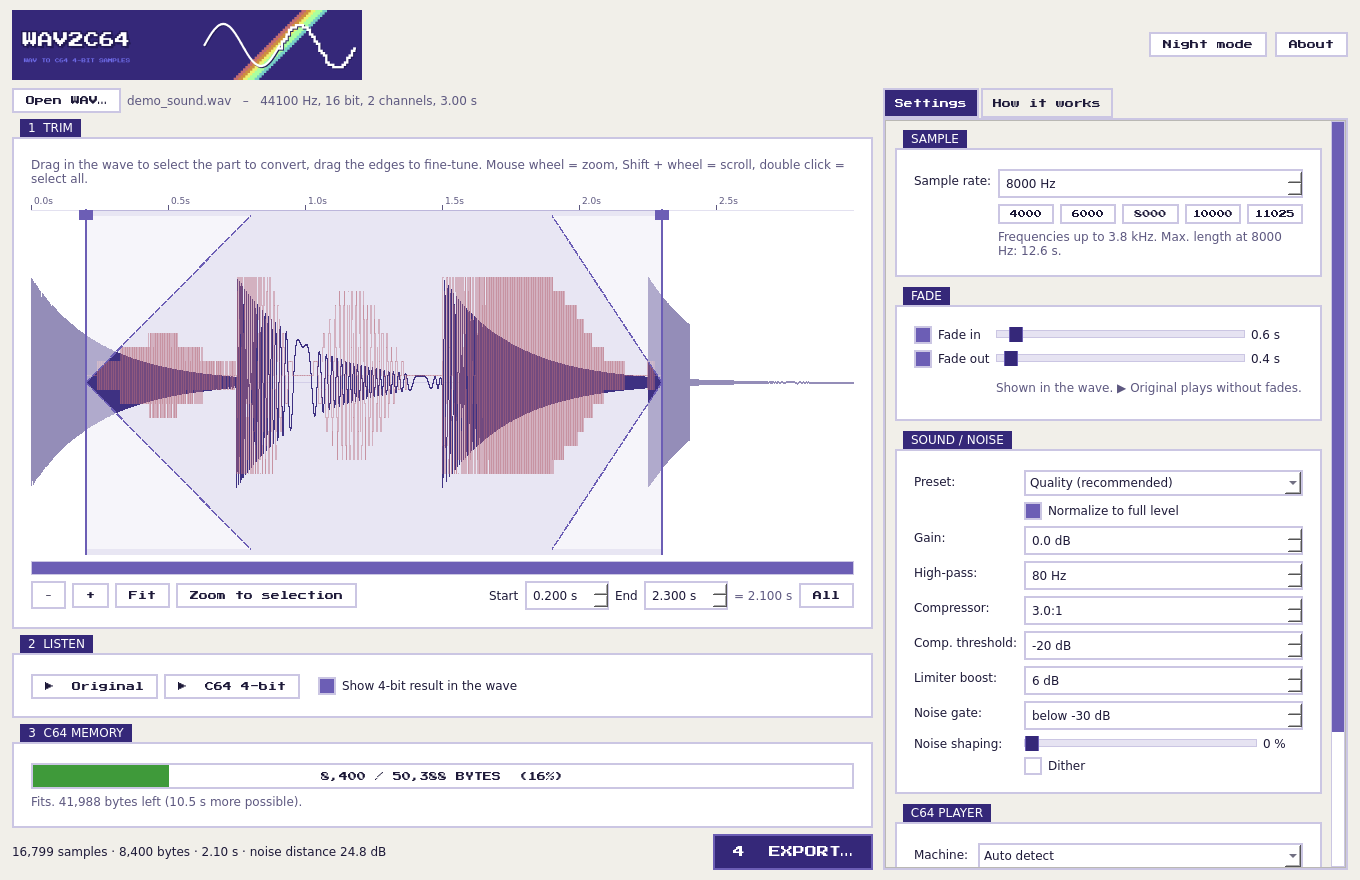 WAV2C64
WAV TO C64 4-BIT SAMPLES
Night mode
About
Open WAV…
demo_sound.wav – 44100 Hz, 16 bit, 2 channels, 3.00 s
1 TRIM
Drag in the wave to select the part to convert, drag the edges to fine-tune. Mouse wheel = zoom, Shift + wheel = scroll, double click =
select all.
0.0s 0.5s 1.0s 1.5s 2.0s 2.5s
- + Fit Zoom to selection
Start 0.200 s End 2.300 s = 2.100 s All
2 LISTEN
▶ Original ▶ C64 4-bit Show 4-bit result in the wave
3 C64 MEMORY
8,400 / 50,388 BYTES (16%)
Fits. 41,988 bytes left (10.5 s more possible).
16,799 samples · 8,400 bytes · 2.10 s · noise distance 24.8 dB
4 EXPORT…
Settings How it works
SAMPLE
Sample rate: 8000 Hz
4000 6000 8000 10000 11025
Frequencies up to 3.8 kHz. Max. length at 8000
Hz: 12.6 s.
FADE
Fade in 0.6 s
Fade out 0.4 s
Shown in the wave. ▶ Original plays without fades.
SOUND / NOISE
Preset: Quality (recommended)
Normalize to full level
Gain: 0.0 dB
High-pass: 80 Hz
Compressor: 3.0:1
Comp. threshold: -20 dB
Limiter boost: 6 dB
Noise gate: below -30 dB
Noise shaping: 0 %
Dither
C64 PLAYER
Machine: Auto detect